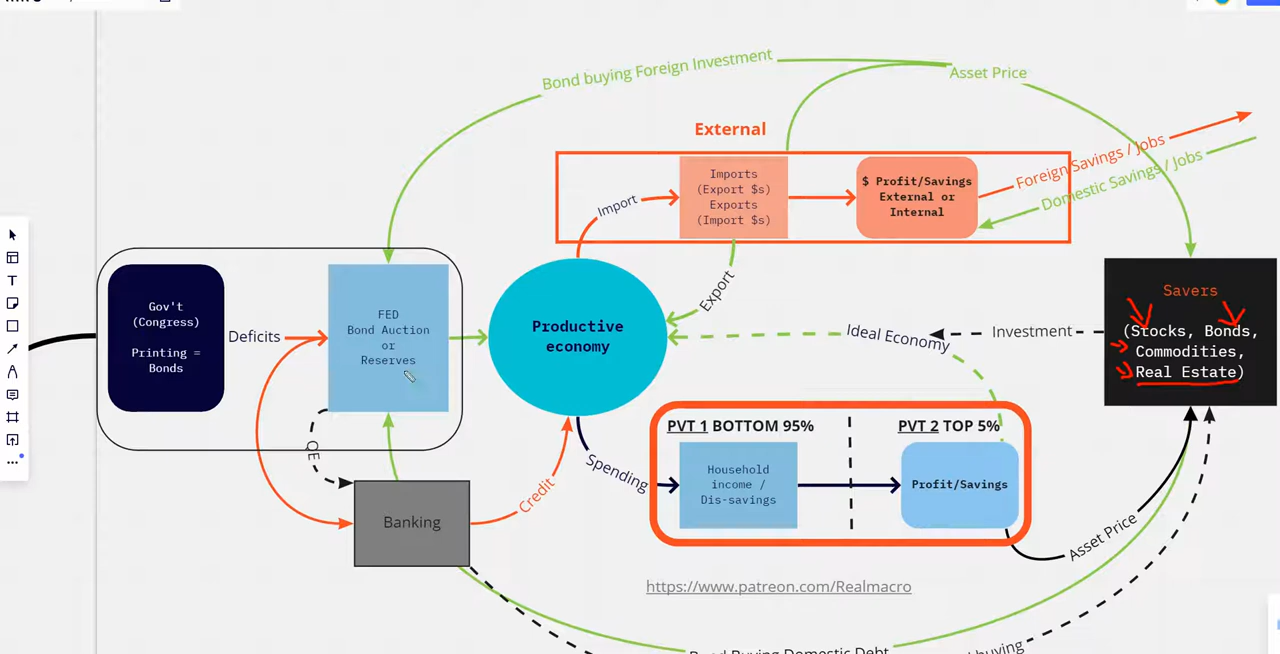 Bond buying Foreign Investment
Asset Price
External
Foreign Savings / Jobs
Domestic Savings / Jobs
Import
Imports
(Export $s)
Exports
(Import $s)
$ Profit/Savings
External or
Internal
Export
Gov't
(Congress)
Printing =
Bonds
Deficits
FED
Bond Auction
or
Reserves
Productive
economy
Ideal Economy
Investment
Savers
(Stocks, Bonds,
Commodities,
Real Estate)
PVT 1 BOTTOM 95%
PVT 2 TOP 5%
QE
Spending
Household
income /
Dis-savings
Profit/Savings
Banking
Credit
Asset Price
https://www.patreon.com/Realmacro
Bond Buying Domestic Debt
buying